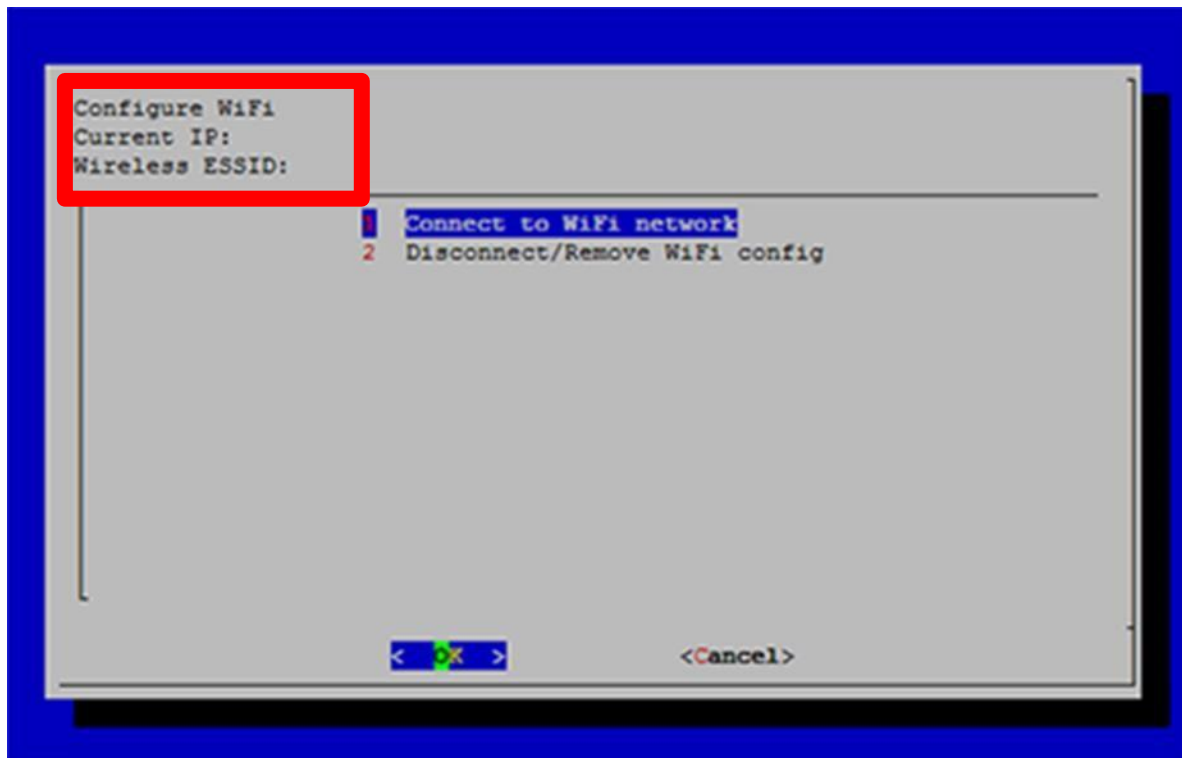 Configure WiFi
Current IP:
Wireless ESSID:
1 Connect to WiFi network
2 Disconnect/Remove WiFi config
< OK > <Cancel>